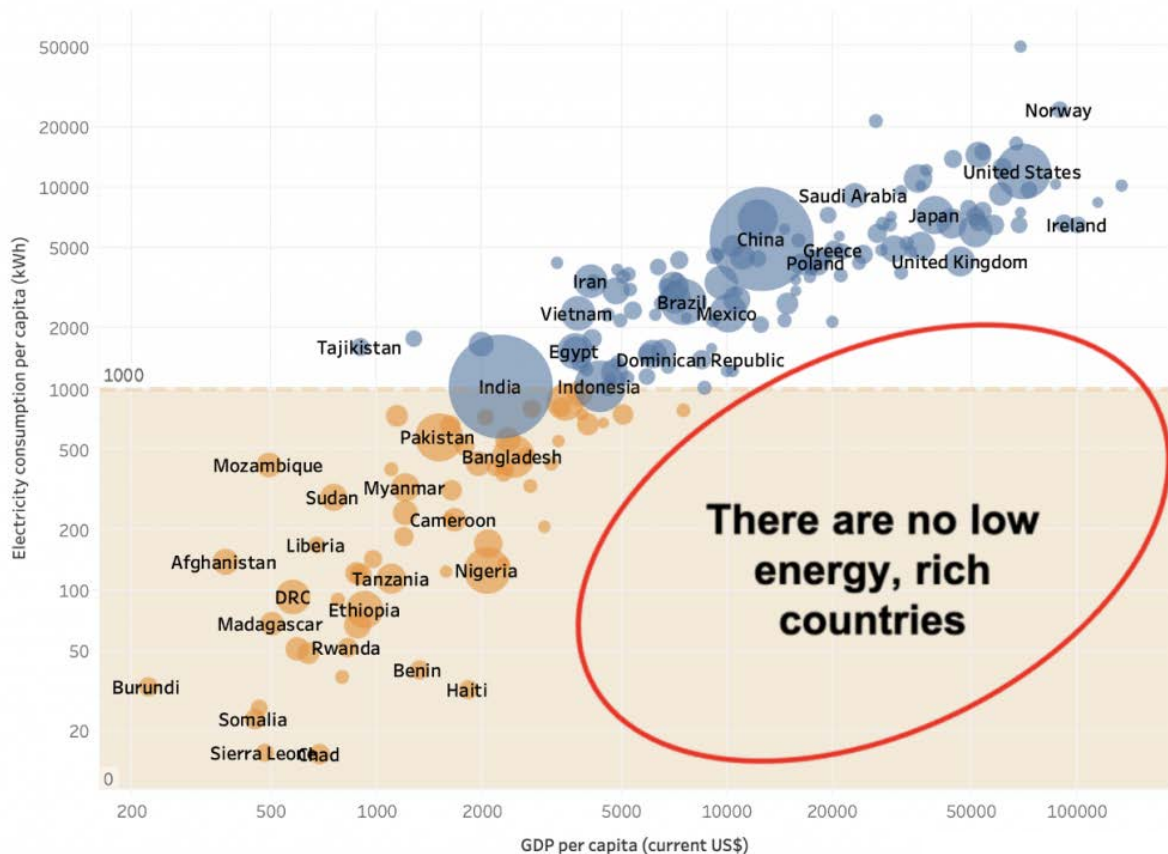 50000
Norway
20000
United States
10000
Saudi Arabia
Japan
Ireland
5000
China
Greece
Poland
United Kingdom
Iran
Brazil
Mexico
Vietnam
2000
Tajikistan
Egypt
Dominican Republic
1000
1000
India
Indonesia
Pakistan
500
Bangladesh
Mozambique
Myanmar
Sudan
Cameroon
200
Liberia
Afghanistan
Nigeria
Tanzania
100
DRC
Ethiopia
Madagascar
Rwanda
50
Benin
Burundi
Haiti
20
Somalia
Sierra Leone
Chad
0
There are no low
energy, rich
countries
200
500
1000
2000
5000
10000
20000
50000
100000
GDP per capita (current US$)
Electricity consumption per capita (kWh)